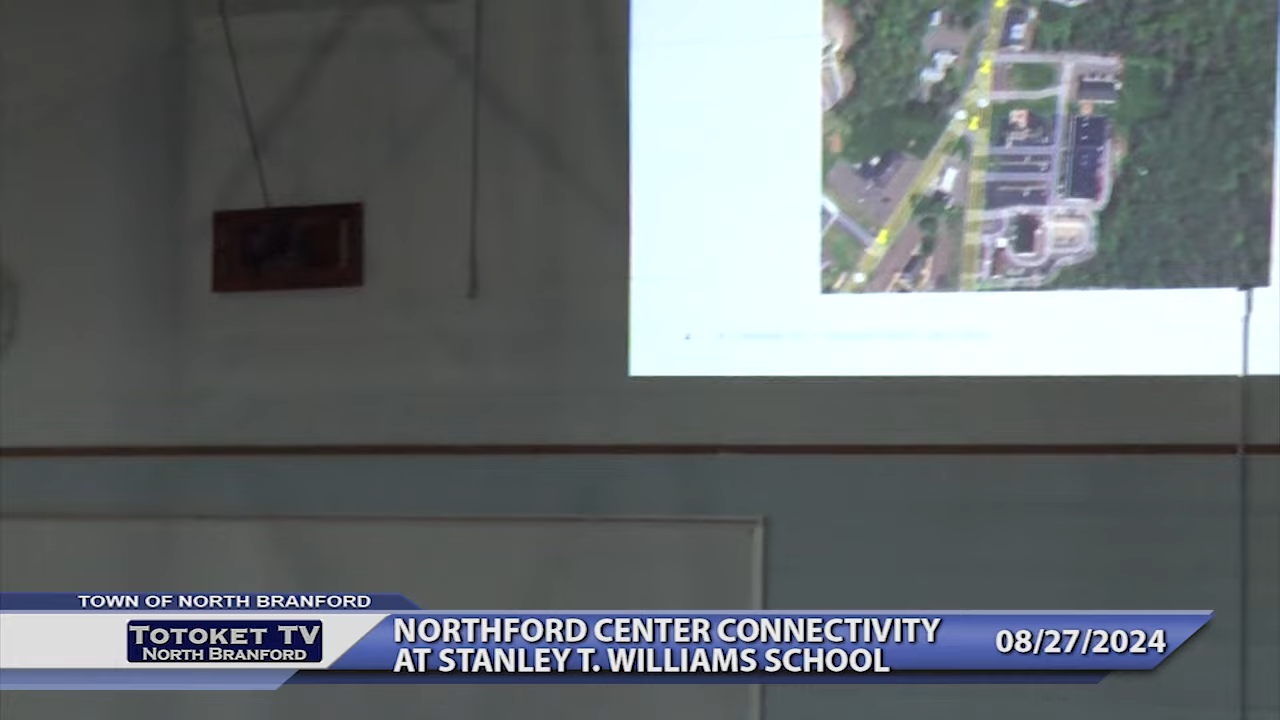 TOWN OF NORTH BRANFORD
TOTOKET TV
NORTH BRANFORD
NORTHFORD CENTER CONNECTIVITY
AT STANLEY T. WILLIAMS SCHOOL
08/27/2024